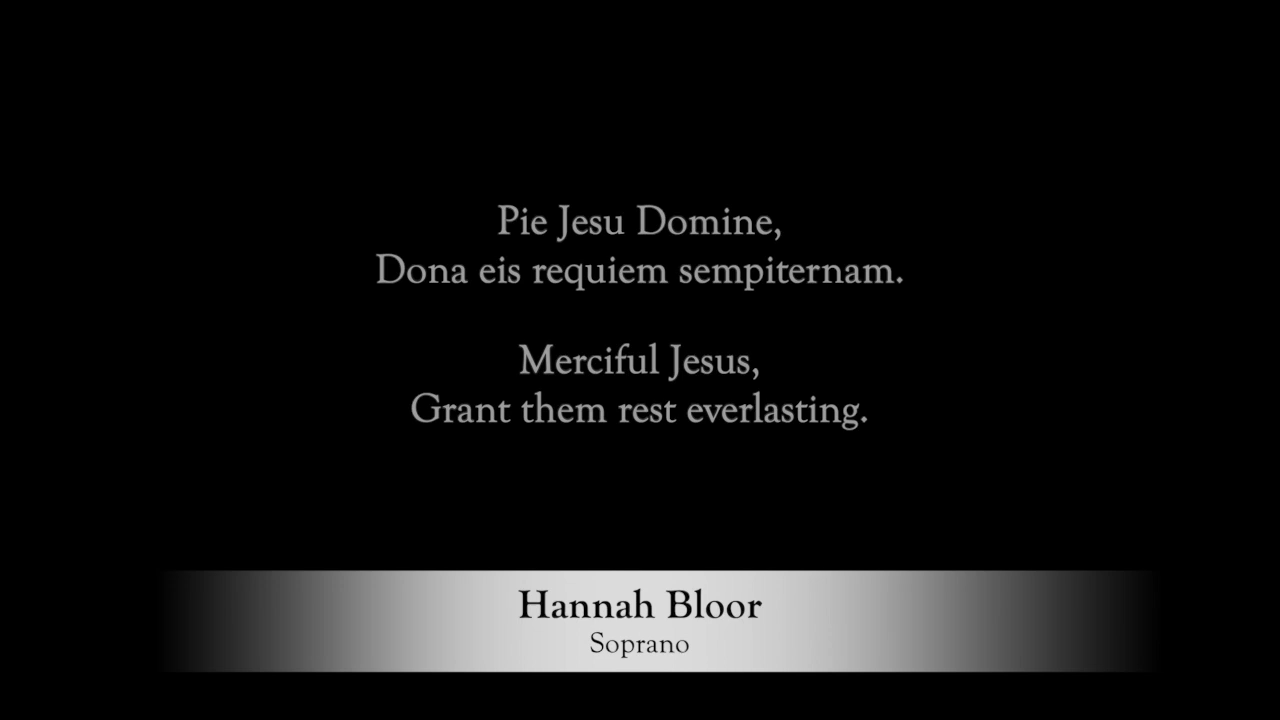 Pie Jesu Domine,
Dona eis requiem sempiternam.
Merciful Jesus,
Grant them rest everlasting.
Hannah Bloor
Soprano